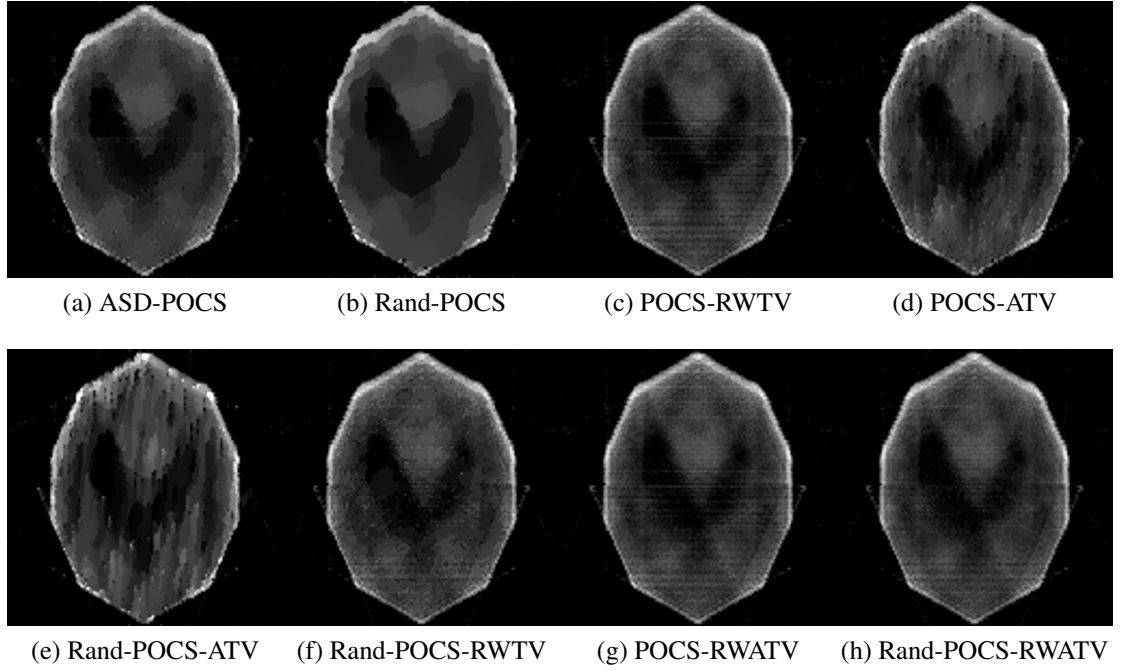 (a) ASD-POCS
(b) Rand-POCS
(c) POCS-RWTV
(d) POCS-ATV
(e) Rand-POCS-ATV
(f) Rand-POCS-RWTV
(g) POCS-RWATV
(h) Rand-POCS-RWATV